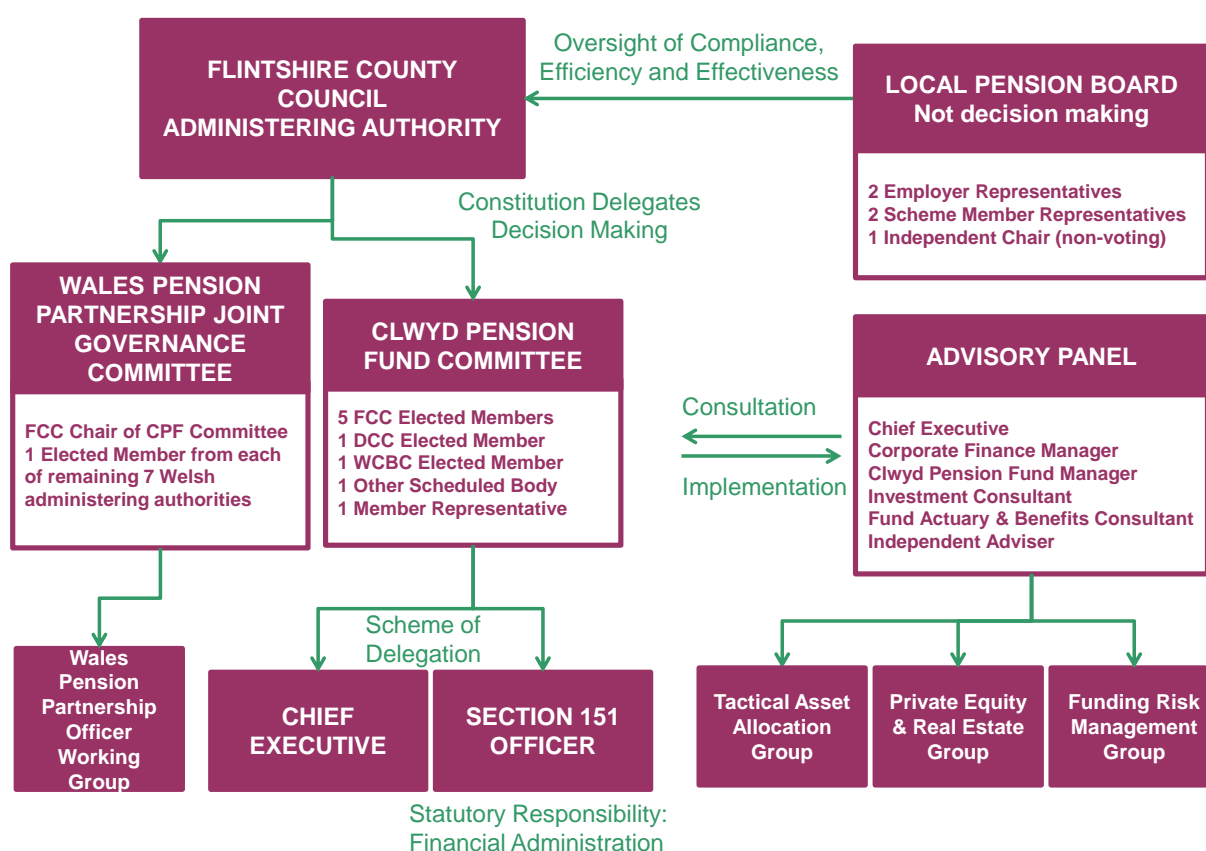 Oversight of Compliance,
Efficiency and Effectiveness
FLINTSHIRE COUNTY
COUNCIL
ADMINISTERING AUTHORITY
LOCAL PENSION BOARD
Not decision making
2 Employer Representatives
2 Scheme Member Representatives
1 Independent Chair (non-voting)
Constitution Delegates
Decision Making
WALES PENSION
PARTNERSHIP JOINT
GOVERNANCE
COMMITTEE
FCC Chair of CPF Committee
1 Elected Member from each
of remaining 7 Welsh
administering authorities
CLWYD PENSION
FUND COMMITTEE
5 FCC Elected Members
1 DCC Elected Member
1 WCBC Elected Member
1 Other Scheduled Body
1 Member Representative
Consultation
Implementation
ADVISORY PANEL
Chief Executive
Corporate Finance Manager
Clwyd Pension Fund Manager
Investment Consultant
Fund Actuary & Benefits Consultant
Independent Adviser
Scheme of
Delegation
Wales
Pension
Partnership
Officer
Working
Group
CHIEF
EXECUTIVE
SECTION 151
OFFICER
Tactical Asset
Allocation
Group
Private Equity
& Real Estate
Group
Funding Risk
Management
Group
Statutory Responsibility:
Financial Administration